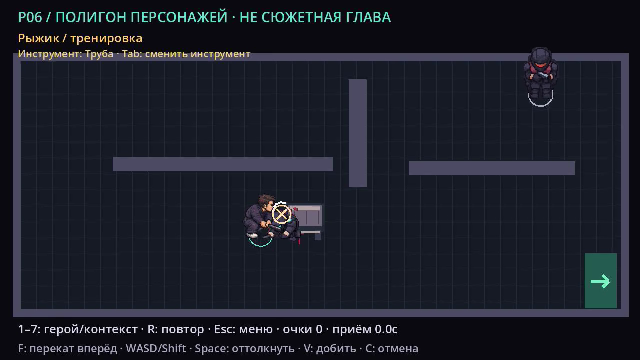 P06 / ПОЛИГОН ПЕРСОНАЖЕЙ · НЕ СЮЖЕТНАЯ ГЛАВА
Рыжик / тренировка
Инструмент: Труба · Tab: сменить инструмент
1–7: герой/контекст · R: повтор · Esc: меню · очки 0 · приём 0.0с
F: перекат вперёд · WASD/Shift · Space: оттолкнуть · V: добить · C: отмена